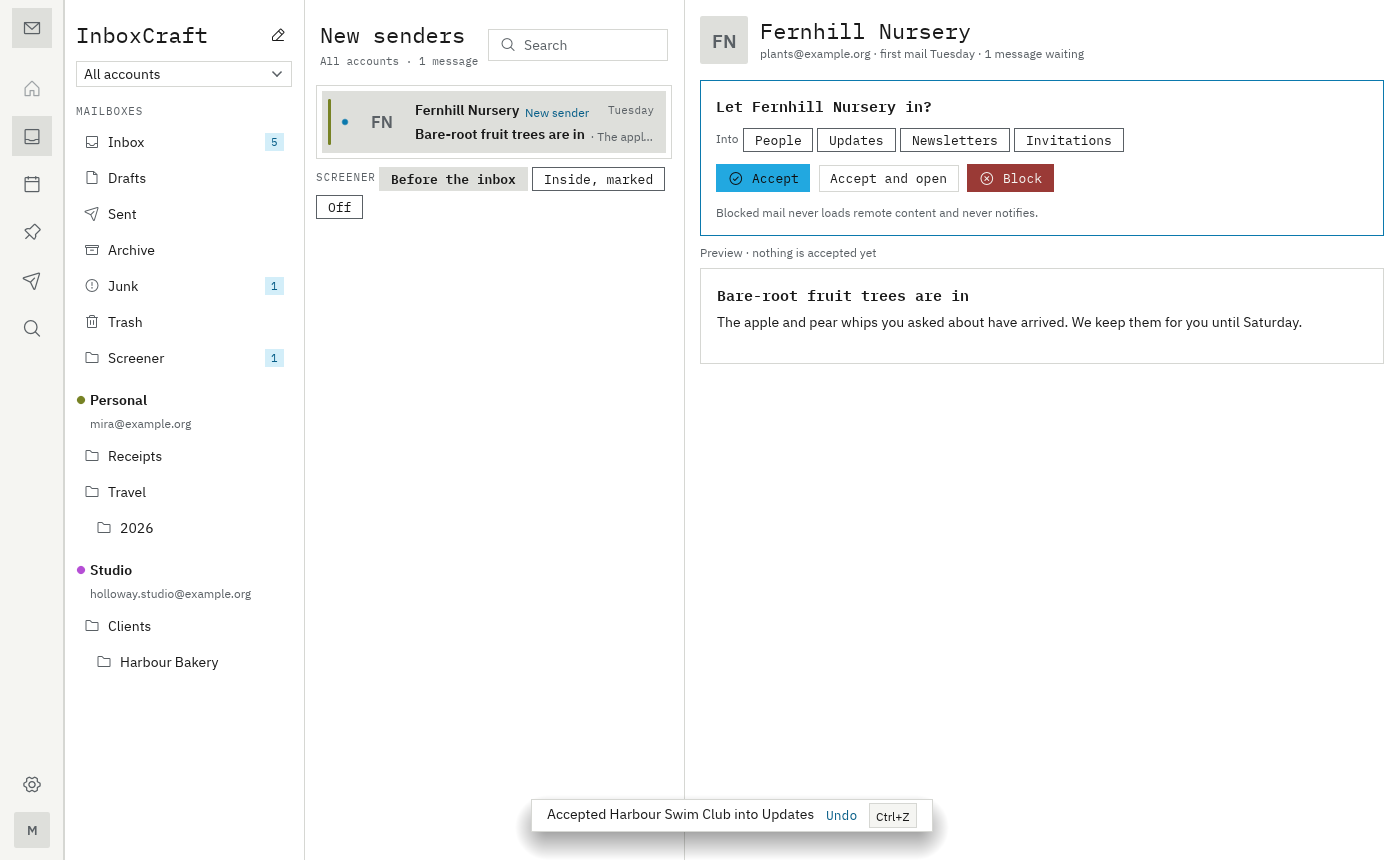 InboxCraft
All accounts
MAILBOXES
Inbox 5
Drafts
Sent
Archive
Junk 1
Trash
Screener 1
Personal
mira@example.org
Receipts
Travel
2026
Studio
holloway.studio@example.org
Clients
Harbour Bakery
M
New senders
All accounts · 1 message
Search
FN
Fernhill Nursery New sender Tuesday
Bare-root fruit trees are in · The appl…
SCREENER Before the inbox Inside, marked
Off
FN
Fernhill Nursery
plants@example.org · first mail Tuesday · 1 message waiting
Let Fernhill Nursery in?
Into People Updates Newsletters Invitations
Accept Accept and open Block
Blocked mail never loads remote content and never notifies.
Preview · nothing is accepted yet
Bare-root fruit trees are in
The apple and pear whips you asked about have arrived. We keep them for you until Saturday.
Accepted Harbour Swim Club into Updates Undo Ctrl+Z